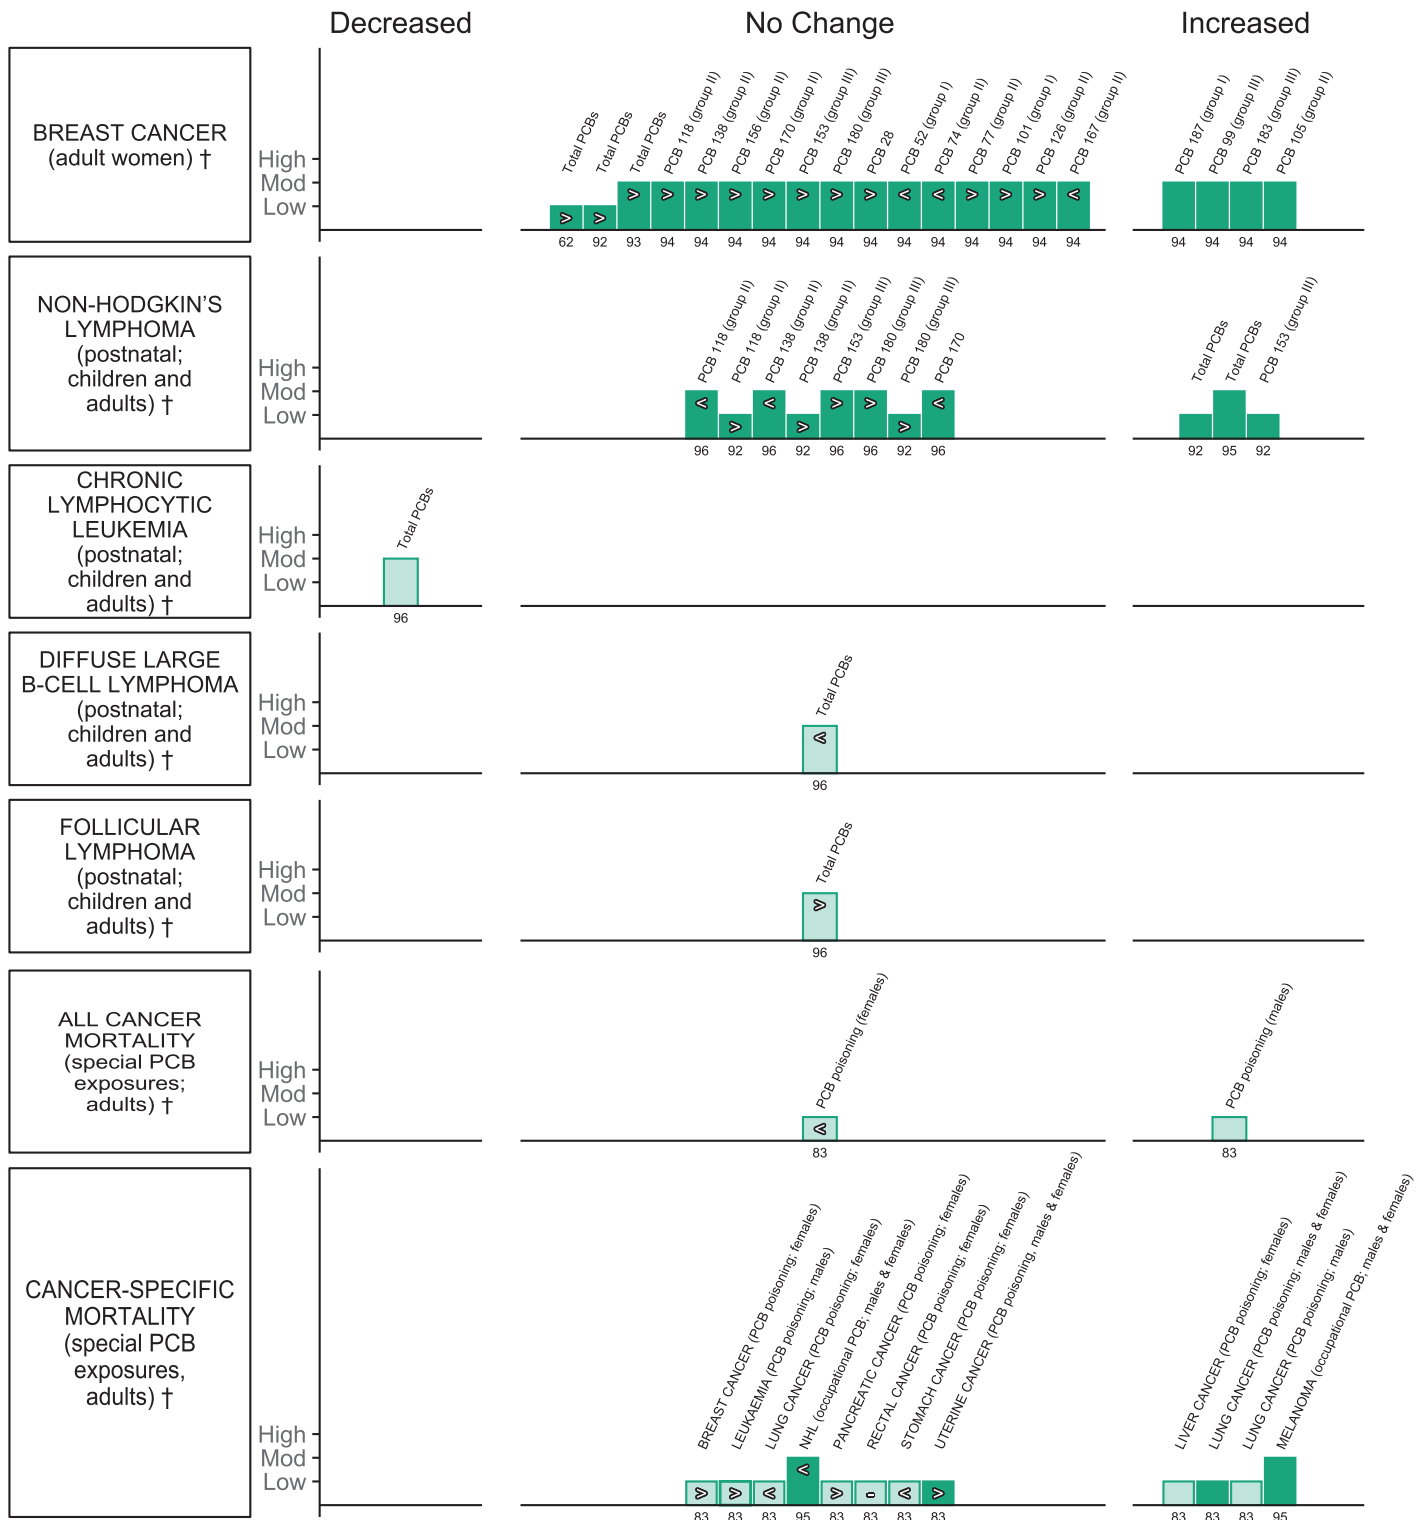 Decreased No Change Increased
BREAST CANCER
(adult women) †
High
Mod
Low
Total PCBs
Total PCBs
Total PCBs
PCB 118 (group II)
PCB 138 (group II)
PCB 156 (group II)
PCB 170 (group II)
PCB 153 (group III)
PCB 180 (group III)
PCB 28
PCB 52 (group I)
PCB 74 (group II)
PCB 77 (group II)
PCB 101 (group I)
PCB 126 (group II)
PCB 167 (group II)
PCB 187 (group I)
PCB 99 (group III)
PCB 183 (group III)
PCB 105 (group II)
> > > > > > > > > > < < > > > <
62 92 93 94 94 94 94 94 94 94 94 94 94 94 94 94 94 94 94 94
NON-HODGKIN’S
LYMPHOMA
(postnatal;
children and
adults) †
High
Mod
Low
PCB 118 (group II)
PCB 118 (group II)
PCB 138 (group II)
PCB 138 (group II)
PCB 153 (group III)
PCB 180 (group III)
PCB 180 (group III)
PCB 170
Total PCBs
Total PCBs
PCB 153 (group III)
< > < > > > > <
96 92 96 92 96 96 92 96 92 95 92
CHRONIC
LYMPHOCYTIC
LEUKEMIA
(postnatal;
children and
adults) †
High
Mod
Low
Total PCBs
96
DIFFUSE LARGE
B-CELL LYMPHOMA
(postnatal;
children and
adults) †
High
Mod
Low
Total PCBs
<
96
FOLLICULAR
LYMPHOMA
(postnatal;
children and
adults) †
High
Mod
Low
Total PCBs
>
96
ALL CANCER
MORTALITY
(special PCB
exposures;
adults) †
High
Mod
Low
PCB poisoning (females)
PCB poisoning (males)
<
83 83
CANCER-SPECIFIC
MORTALITY
(special PCB
exposures,
adults) †
High
Mod
Low
BREAST CANCER (PCB poisoning; females)
LEUKAEMIA (PCB poisoning; males)
LUNG CANCER (PCB poisoning; females)
NHL (occupational PCB; males & females)
PANCREATIC CANCER (PCB poisoning; females)
RECTAL CANCER (PCB poisoning; females)
STOMACH CANCER (PCB poisoning; females)
UTERINE CANCER (PCB poisoning, males & females)
LIVER CANCER (PCB poisoning; females)
LUNG CANCER (PCB poisoning; males & females)
LUNG CANCER (PCB poisoning; males)
MELANOMA (occupational PCB; males & females)
> > < < > - < >
83 83 83 95 83 83 83 83 83 83 83 95